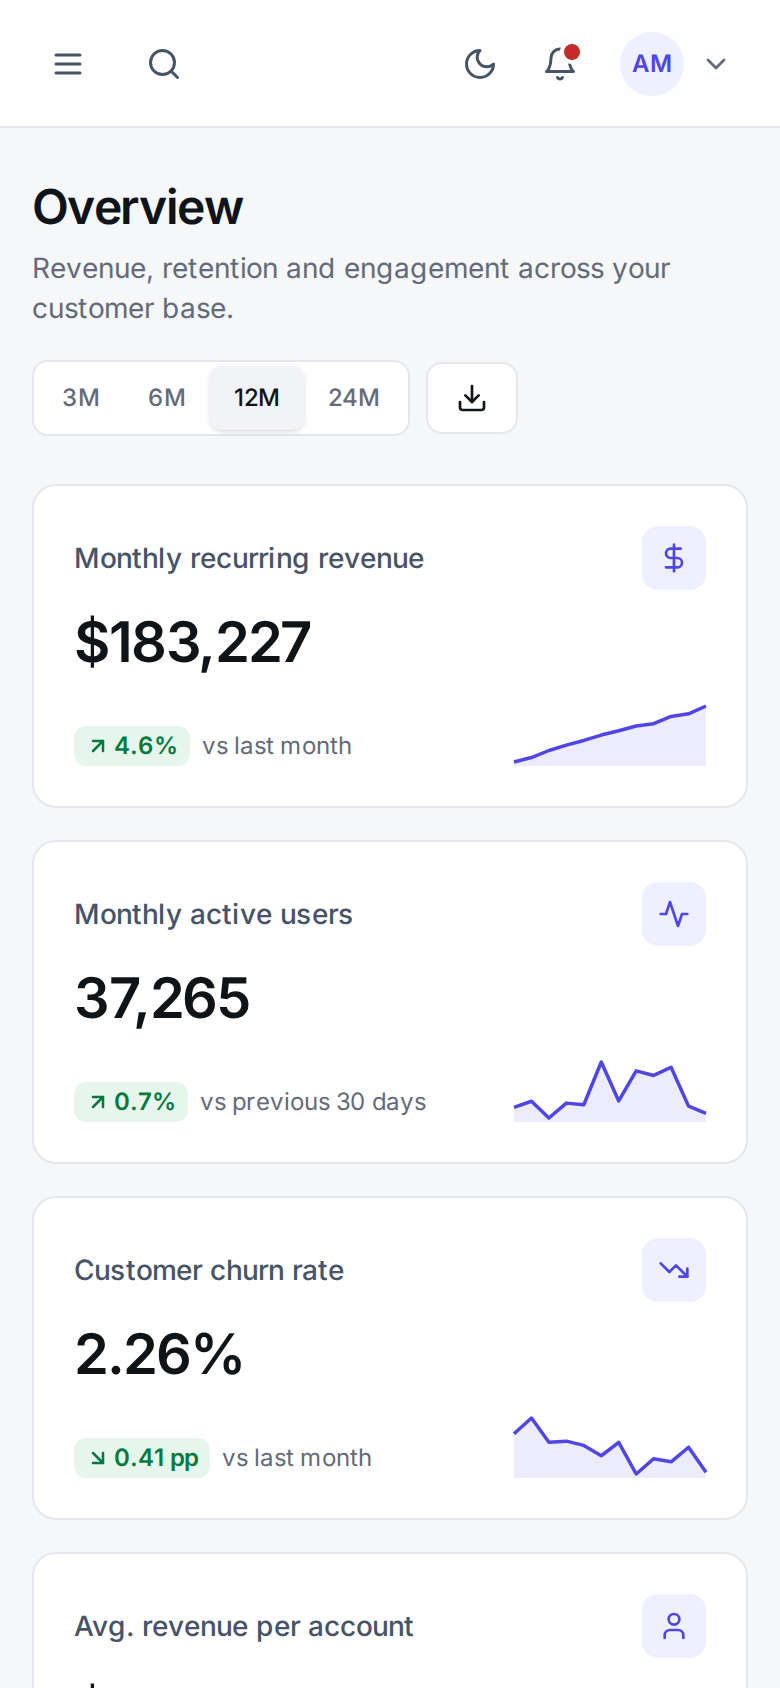 AM
Overview
Revenue, retention and engagement across your
customer base.
3M 6M 12M 24M
Monthly recurring revenue
$183,227
4.6% vs last month
Monthly active users
37,265
0.7% vs previous 30 days
Customer churn rate
2.26%
0.41 pp vs last month
Avg. revenue per account